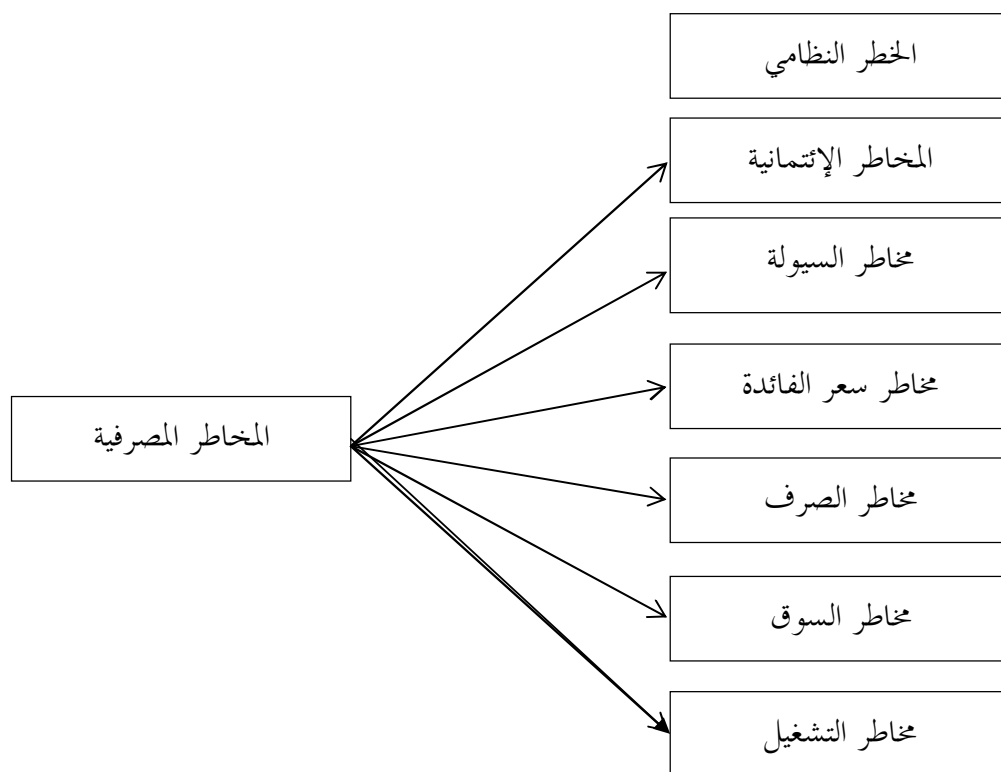 الخطر النظامي
المخاطر الإئتمانية
مخاطر السيولة
مخاطر سعر الفائدة
المخاطر المصرفية
مخاطر الصرف
مخاطر السوق
مخاطر التشغيل